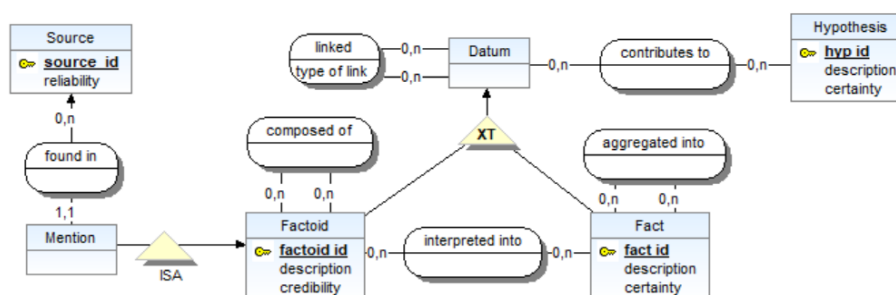 Source
source_id
reliability
0,n
found in
1,1
Mention
ISA
linked
type of link
0,n
0,n
Datum
0,n
contributes to
0,n
Hypothesis
hyp id
description
certainty
composed of
0,n
0,n
XT
aggregated into
0,n
0,n
Factoid
factoid id
description
credibility
0,n
interpreted into
0,n
Fact
fact id
description
certainty